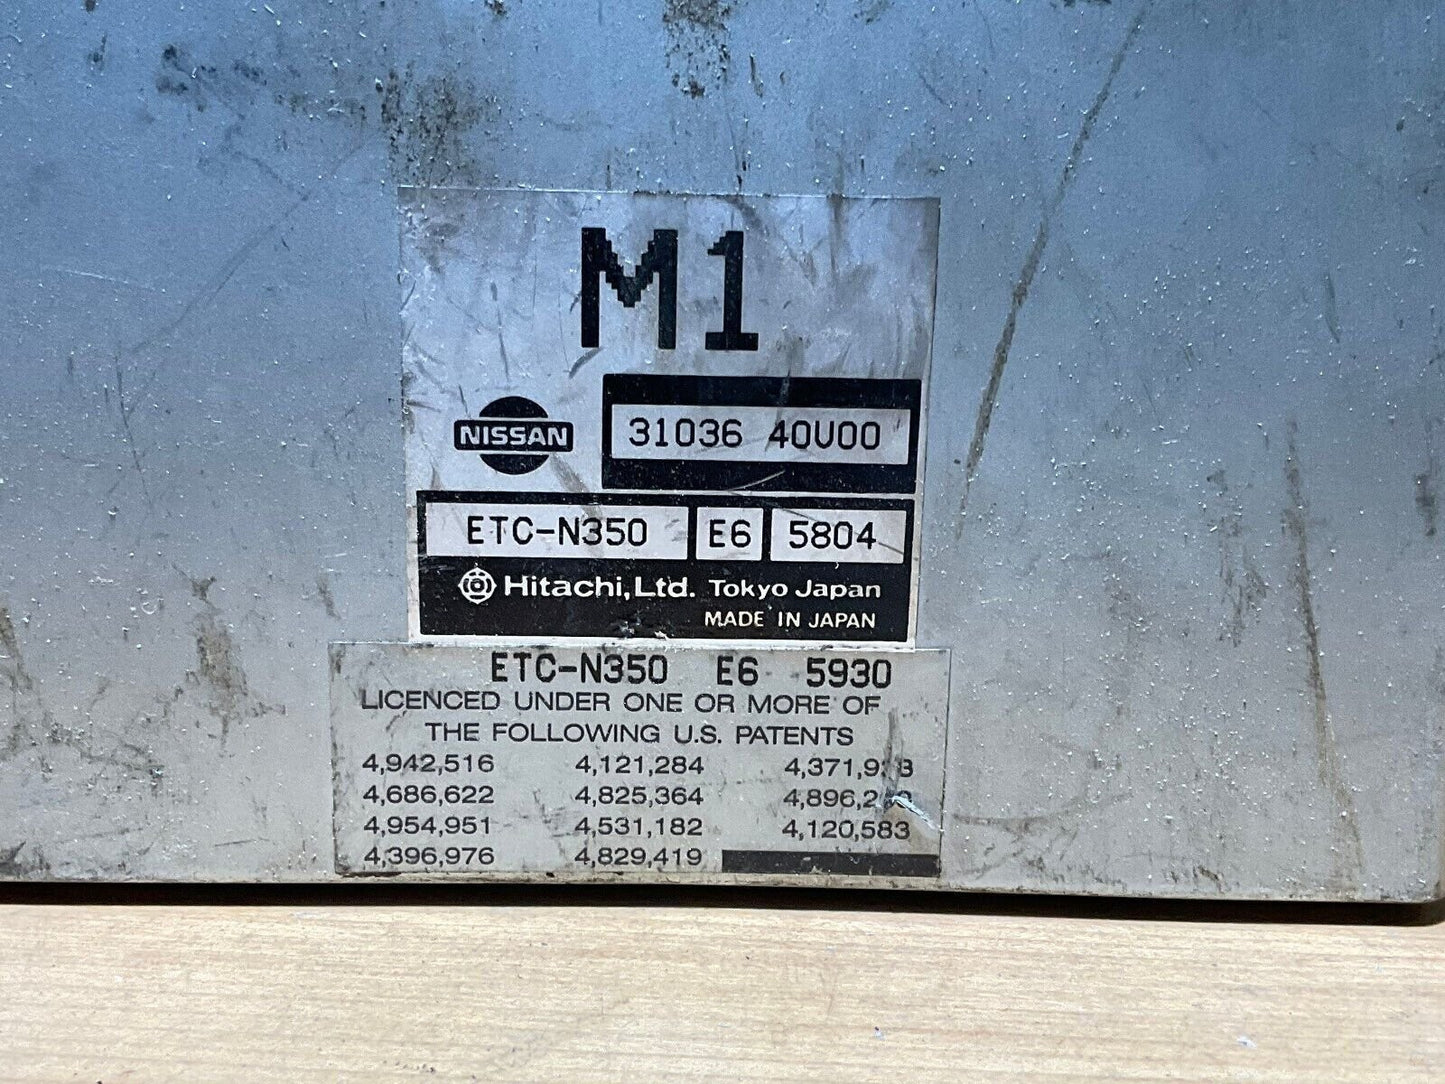 M1
NISSAN 31036 40U00
ETC-N350 E6 5804
Hitachi, Ltd. Tokyo Japan
MADE IN JAPAN
ETC-N350 E6 5930
LICENCED UNDER ONE OR MORE OF
THE FOLLOWING U.S. PATENTS
4,942,516 4,121,284
4,686,622 4,825,364
4,954,951 4,531,182 4,120,583
4,396,976 4,829,419